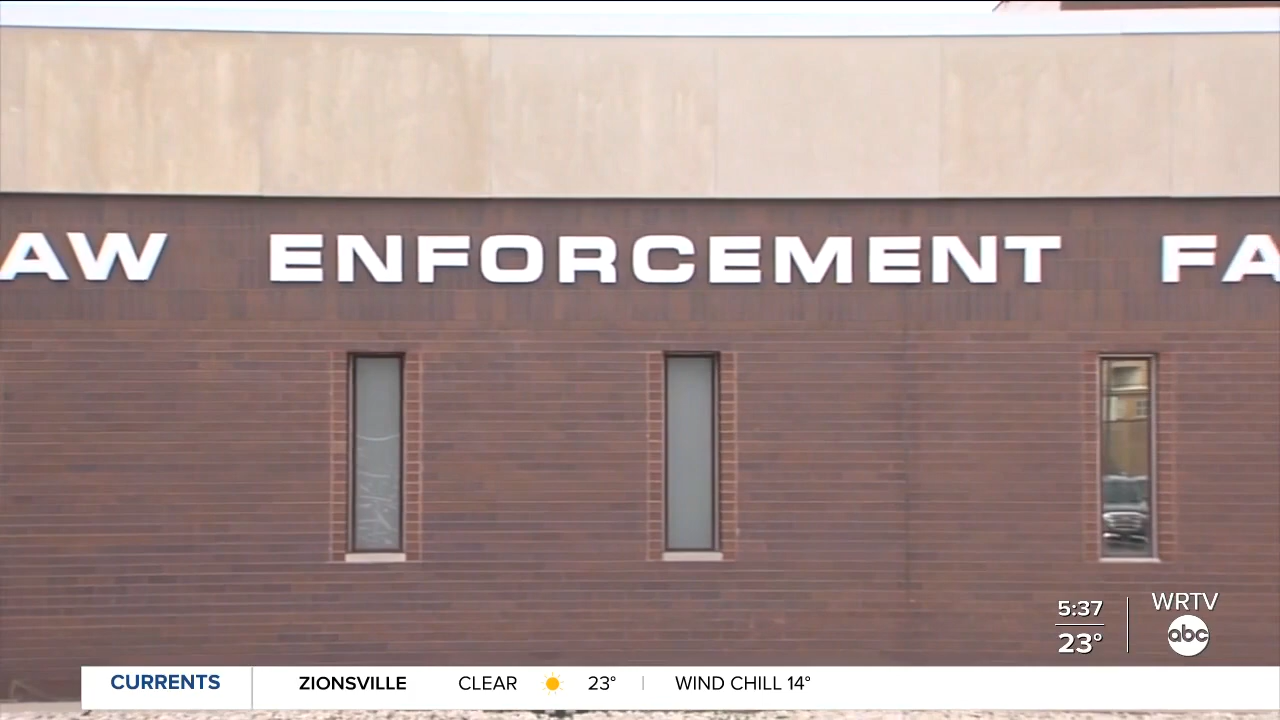 AW ENFORCEMENT FA
5:37
23°
WRTV
abc
CURRENTS ZIONSVILLE CLEAR 23° WIND CHILL 14°